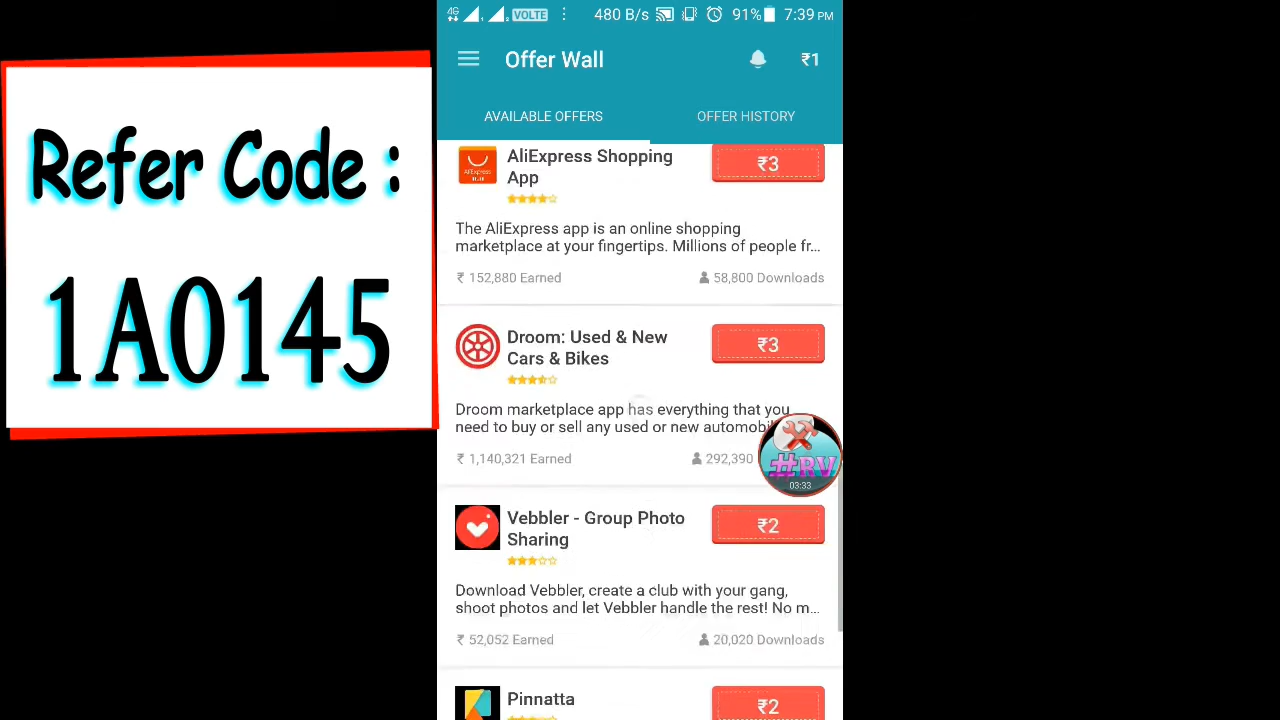 Refer Code :
1A0145
4G VOLTE 480 B/s 91% 7:39 PM
Offer Wall ₹1
AVAILABLE OFFERS OFFER HISTORY
AliExpress Shopping
App
₹3
The AliExpress app is an online shopping
marketplace at your fingertips. Millions of people fr...
₹ 152,880 Earned 58,800 Downloads
Droom: Used & New
Cars & Bikes
₹3
Droom marketplace app has everything that you
need to buy or sell any used or new automobi
₹ 1,140,321 Earned 292,390
#RV
03:33
Vebbler - Group Photo
Sharing
₹2
Download Vebbler, create a club with your gang,
shoot photos and let Vebbler handle the rest! No m...
₹ 52,052 Earned 20,020 Downloads
Pinnatta
₹2